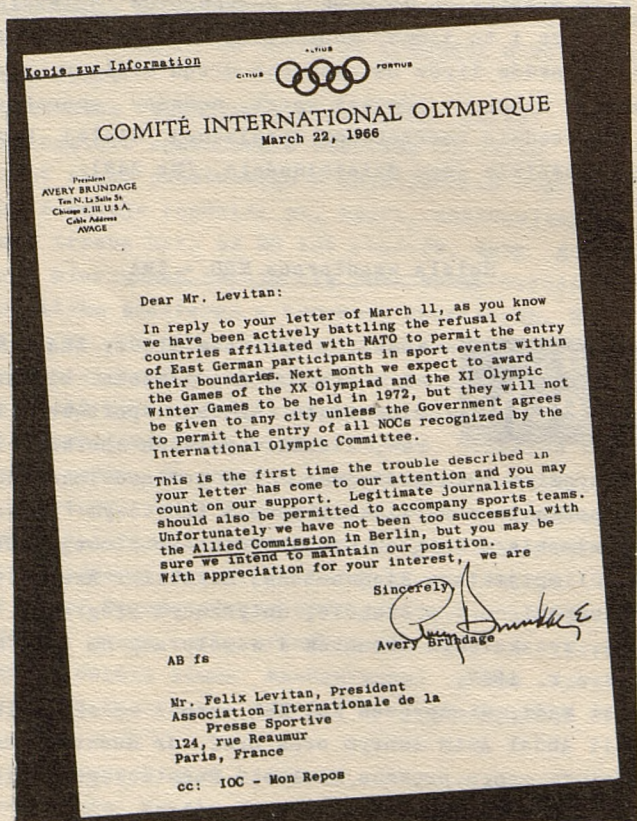 Kopie zur Information
ALTIUS
CITIUS
FORTIUS
COMITÉ INTERNATIONAL OLYMPIQUE
March 22, 1966
President
AVERY BRUNDAGE
Ten N. La Salle St.
Chicago 2, Ill. U.S.A.
Cable Address
AVAGE
Dear Mr. Levitan:
In reply to your letter of March 11, as you know
we have been actively battling the refusal of
countries affiliated with NATO to permit the entry
of East German participants in sport events within
their boundaries. Next month we expect to award
the Games of the XX Olympiad and the XI Olympic
Winter Games to be held in 1972, but they will not
be given to any city unless the Government agrees
to permit the entry of all NOCs recognized by the
International Olympic Committee.
This is the first time the trouble described in
your letter has come to our attention and you may
count on our support. Legitimate journalists
should also be permitted to accompany sports teams.
Unfortunately we have not been too successful with
the Allied Commission in Berlin, but you may be
sure we intend to maintain our position.
With appreciation for your interest, we are
Sincerely,
Avery Brundage
Avery Brundage
AB fs
Mr. Felix Levitan, President
Association Internationale de la
Presse Sportive
124, rue Reaumur
Paris, France
cc: IOC - Mon Repos